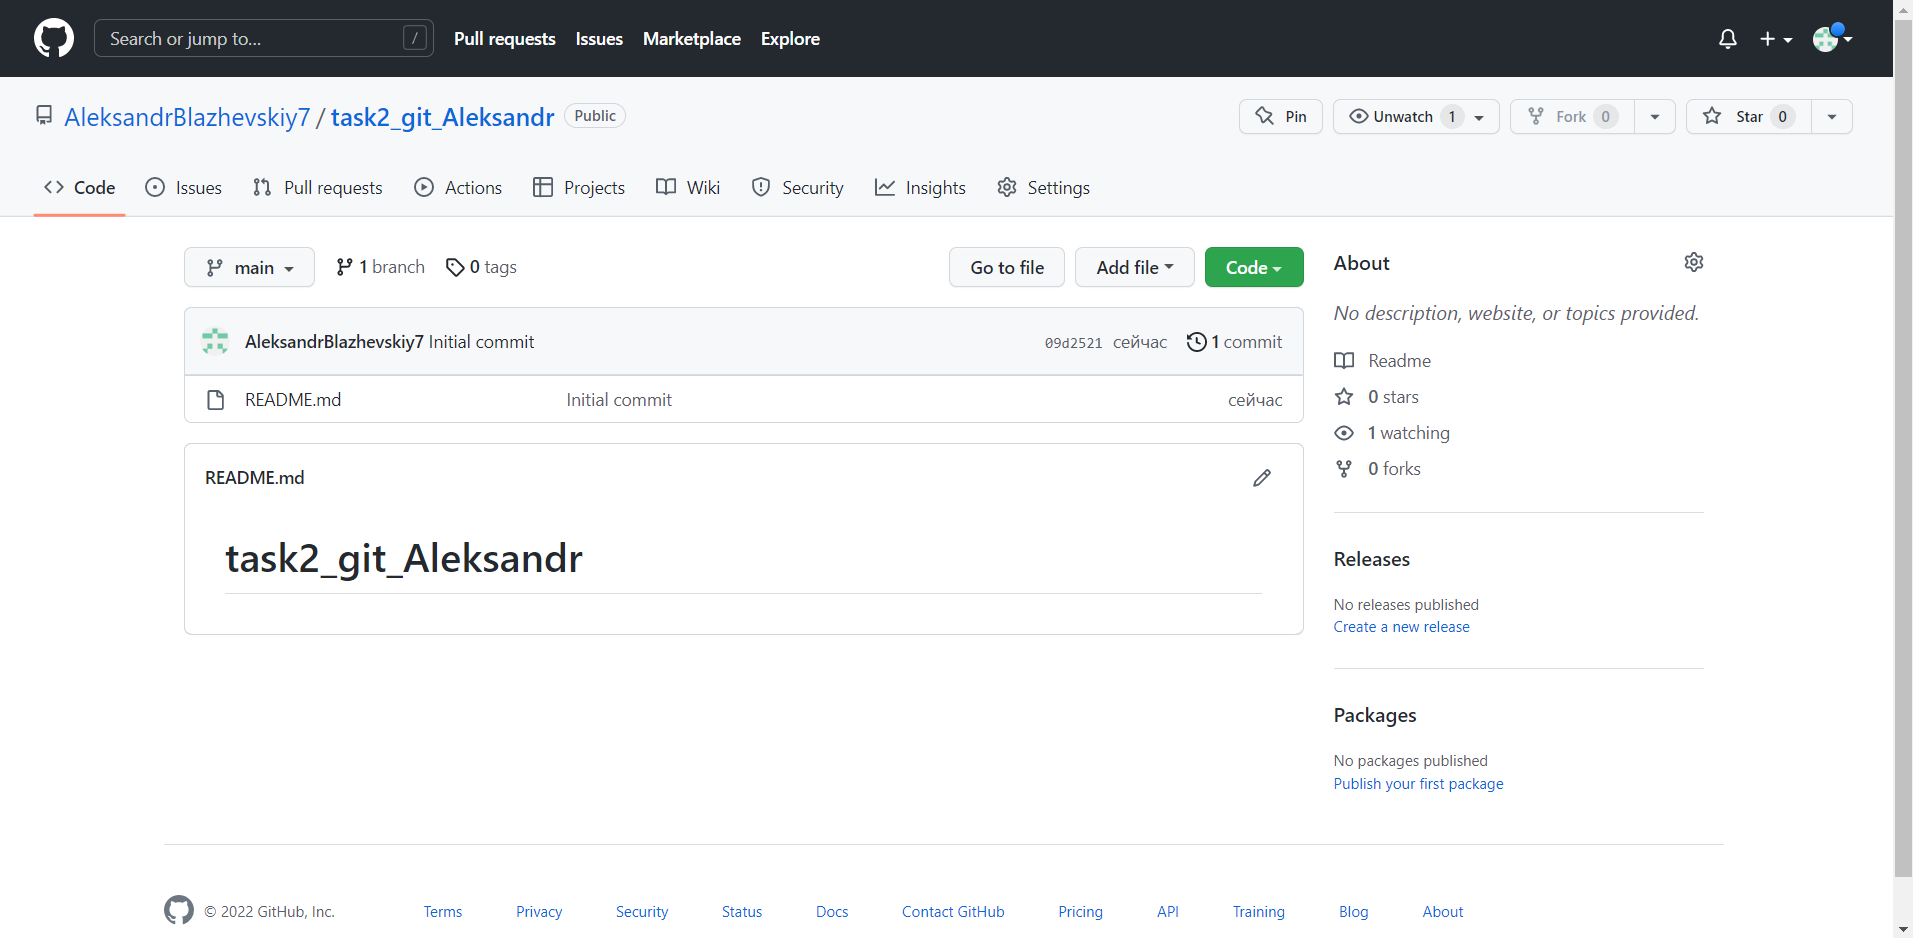 Search or jump to... / Pull requests Issues Marketplace Explore
AleksandrBlazhevskiy7 / task2_git_Aleksandr Public Pin Unwatch 1 Fork 0 Star 0
Code Issues Pull requests Actions Projects Wiki Security Insights Settings
main 1 branch 0 tags Go to file Add file Code
AleksandrBlazhevskiy7 Initial commit 09d2521 сейчас 1 commit
README.md Initial commit сейчас
README.md
task2_git_Aleksandr
About
No description, website, or topics provided.
Readme
0 stars
1 watching
0 forks
Releases
No releases published
Create a new release
Packages
No packages published
Publish your first package
© 2022 GitHub, Inc. Terms Privacy Security Status Docs Contact GitHub Pricing API Training Blog About